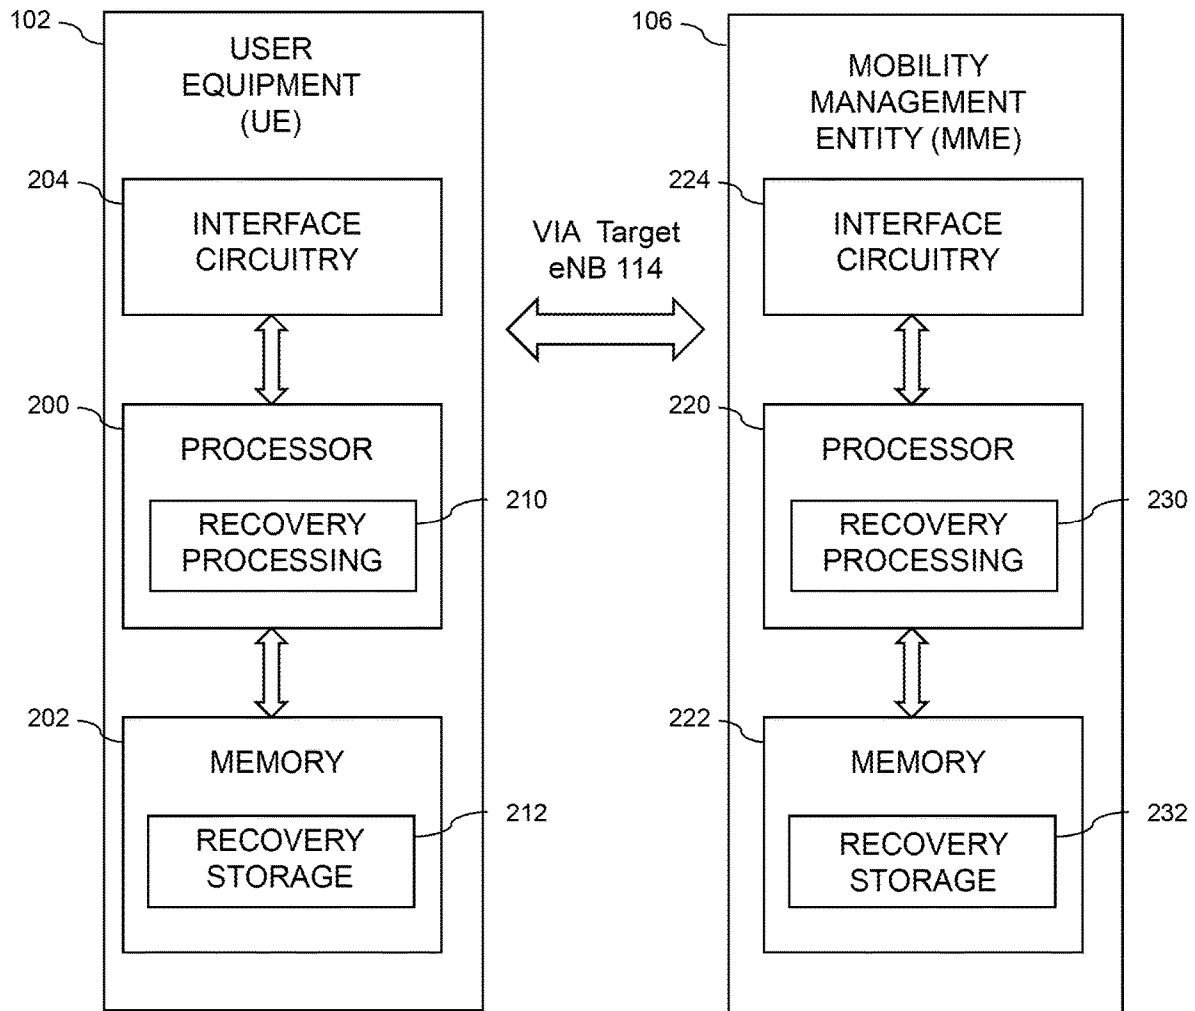 102
USER
EQUIPMENT
(UE)
204
INTERFACE
CIRCUITRY
200
PROCESSOR
210
RECOVERY
PROCESSING
202
MEMORY
212
RECOVERY
STORAGE
VIA Target
eNB 114
106
MOBILITY
MANAGEMENT
ENTITY (MME)
224
INTERFACE
CIRCUITRY
220
PROCESSOR
230
RECOVERY
PROCESSING
222
MEMORY
232
RECOVERY
STORAGE